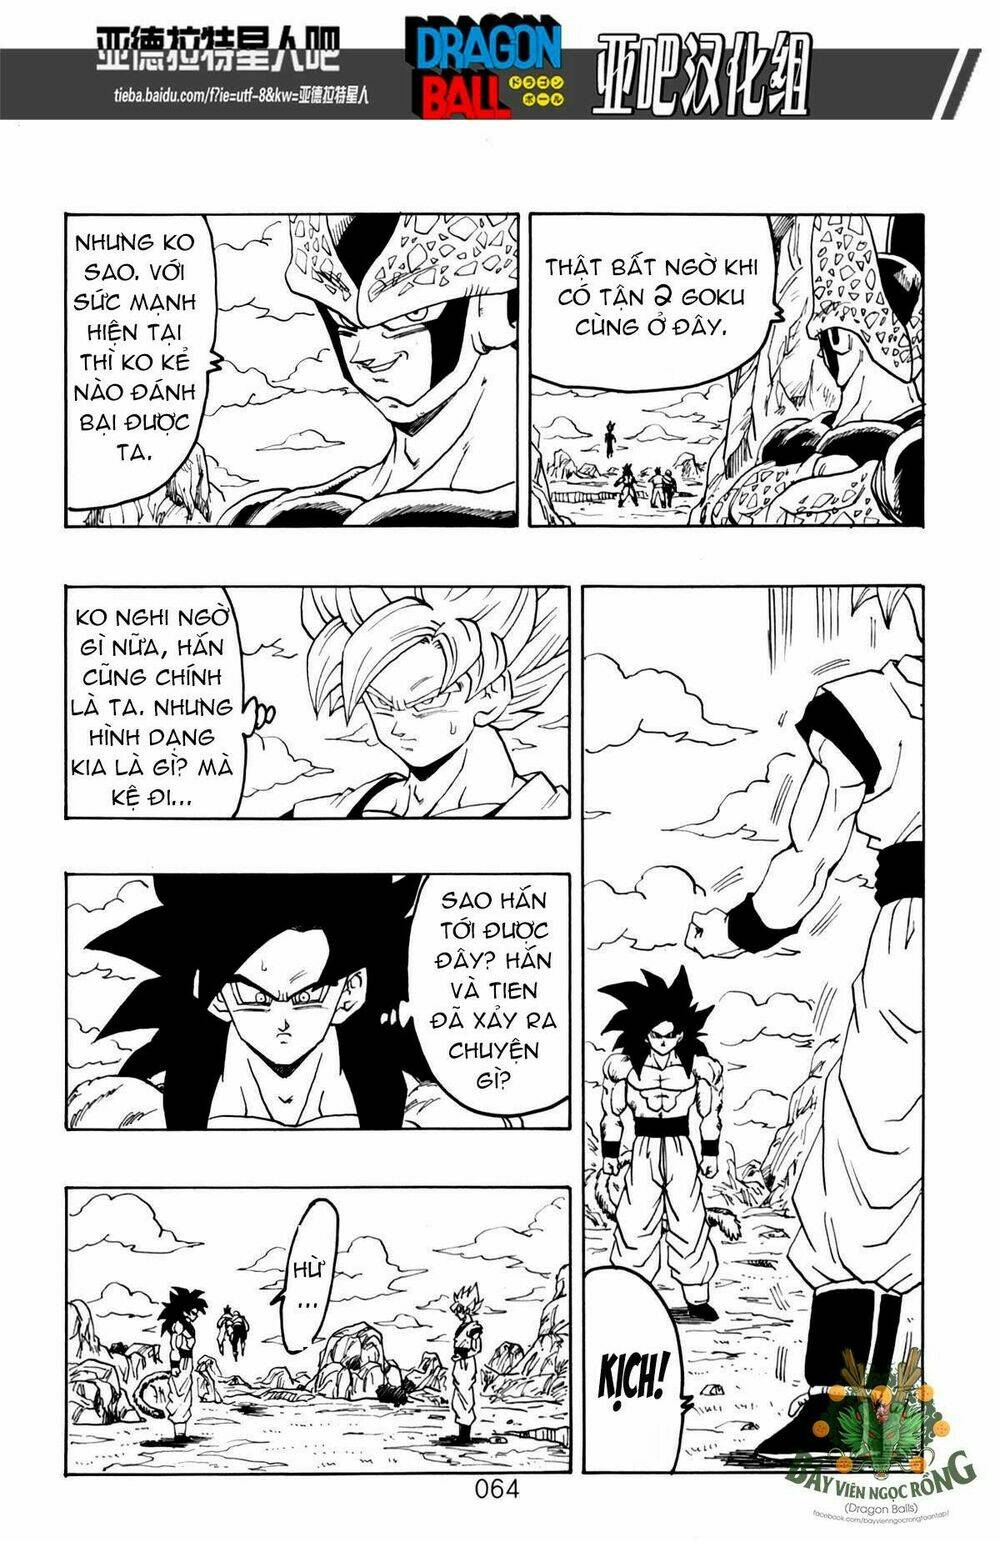 亚德拉特星人吧
tieba.baidu.com/f?ie=utf-8&kw=亚德拉特星人
DRAGON
BALL
ドラゴン
ボール
亚吧汉化组
THẬT BẤT NGỜ KHI
CÓ TẬN 2 GOKU
CÙNG Ở ĐÂY.
NHƯNG KO
SAO. VỚI
SỨC MẠNH
HIỆN TẠI
THÌ KO KẺ
NÀO ĐÁNH
BẠI ĐƯỢC
TA.
KỊCH!
KO NGHI NGỜ
GÌ NỮA, HẮN
CŨNG CHÍNH
LÀ TA. NHƯNG
HÌNH DẠNG
KIA LÀ GÌ? MÀ
KỆ ĐI...
SAO HẮN
TỚI ĐƯỢC
ĐÂY? HẮN
VÀ TIEN
ĐÃ XẢY RA
CHUYỆN
GÌ?
HỪ
...
064
BẢY VIÊN NGỌC RỒNG
(Dragon Balls)
facebook.com/bayvienngocrongtoantap/